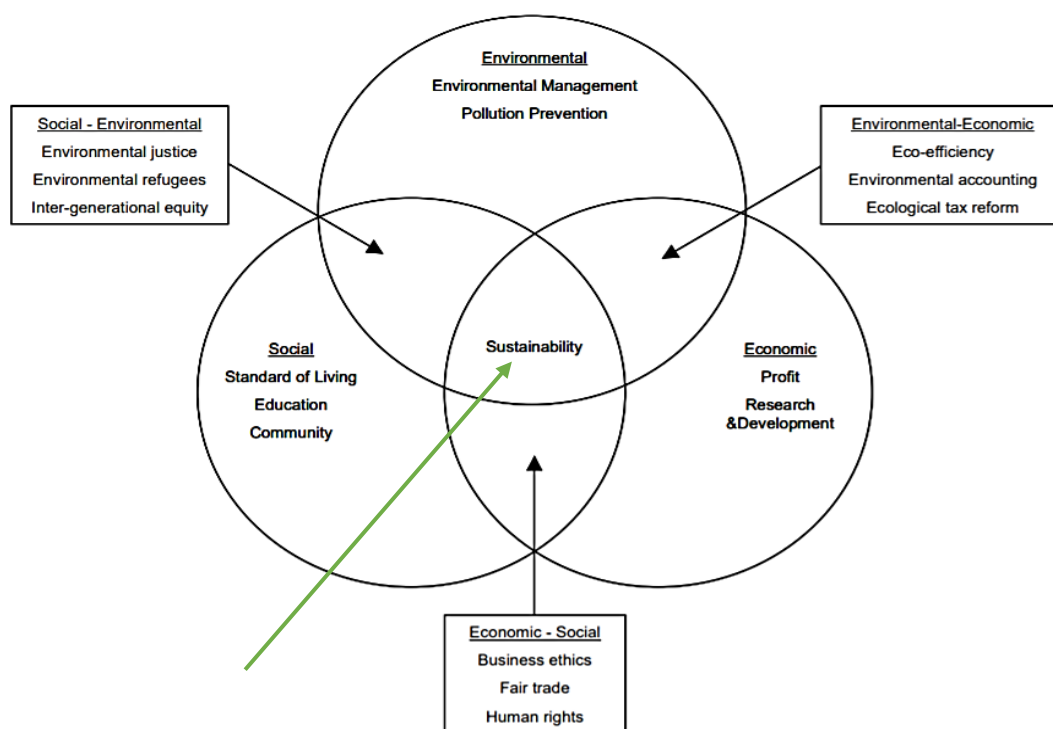 Environmental
Environmental Management
Pollution Prevention
Social - Environmental
Environmental justice
Environmental refugees
Inter-generational equity
Environmental-Economic
Eco-efficiency
Environmental accounting
Ecological tax reform
Social
Standard of Living
Education
Community
Sustainability
Economic
Profit
Research
&Development
Economic - Social
Business ethics
Fair trade
Human rights